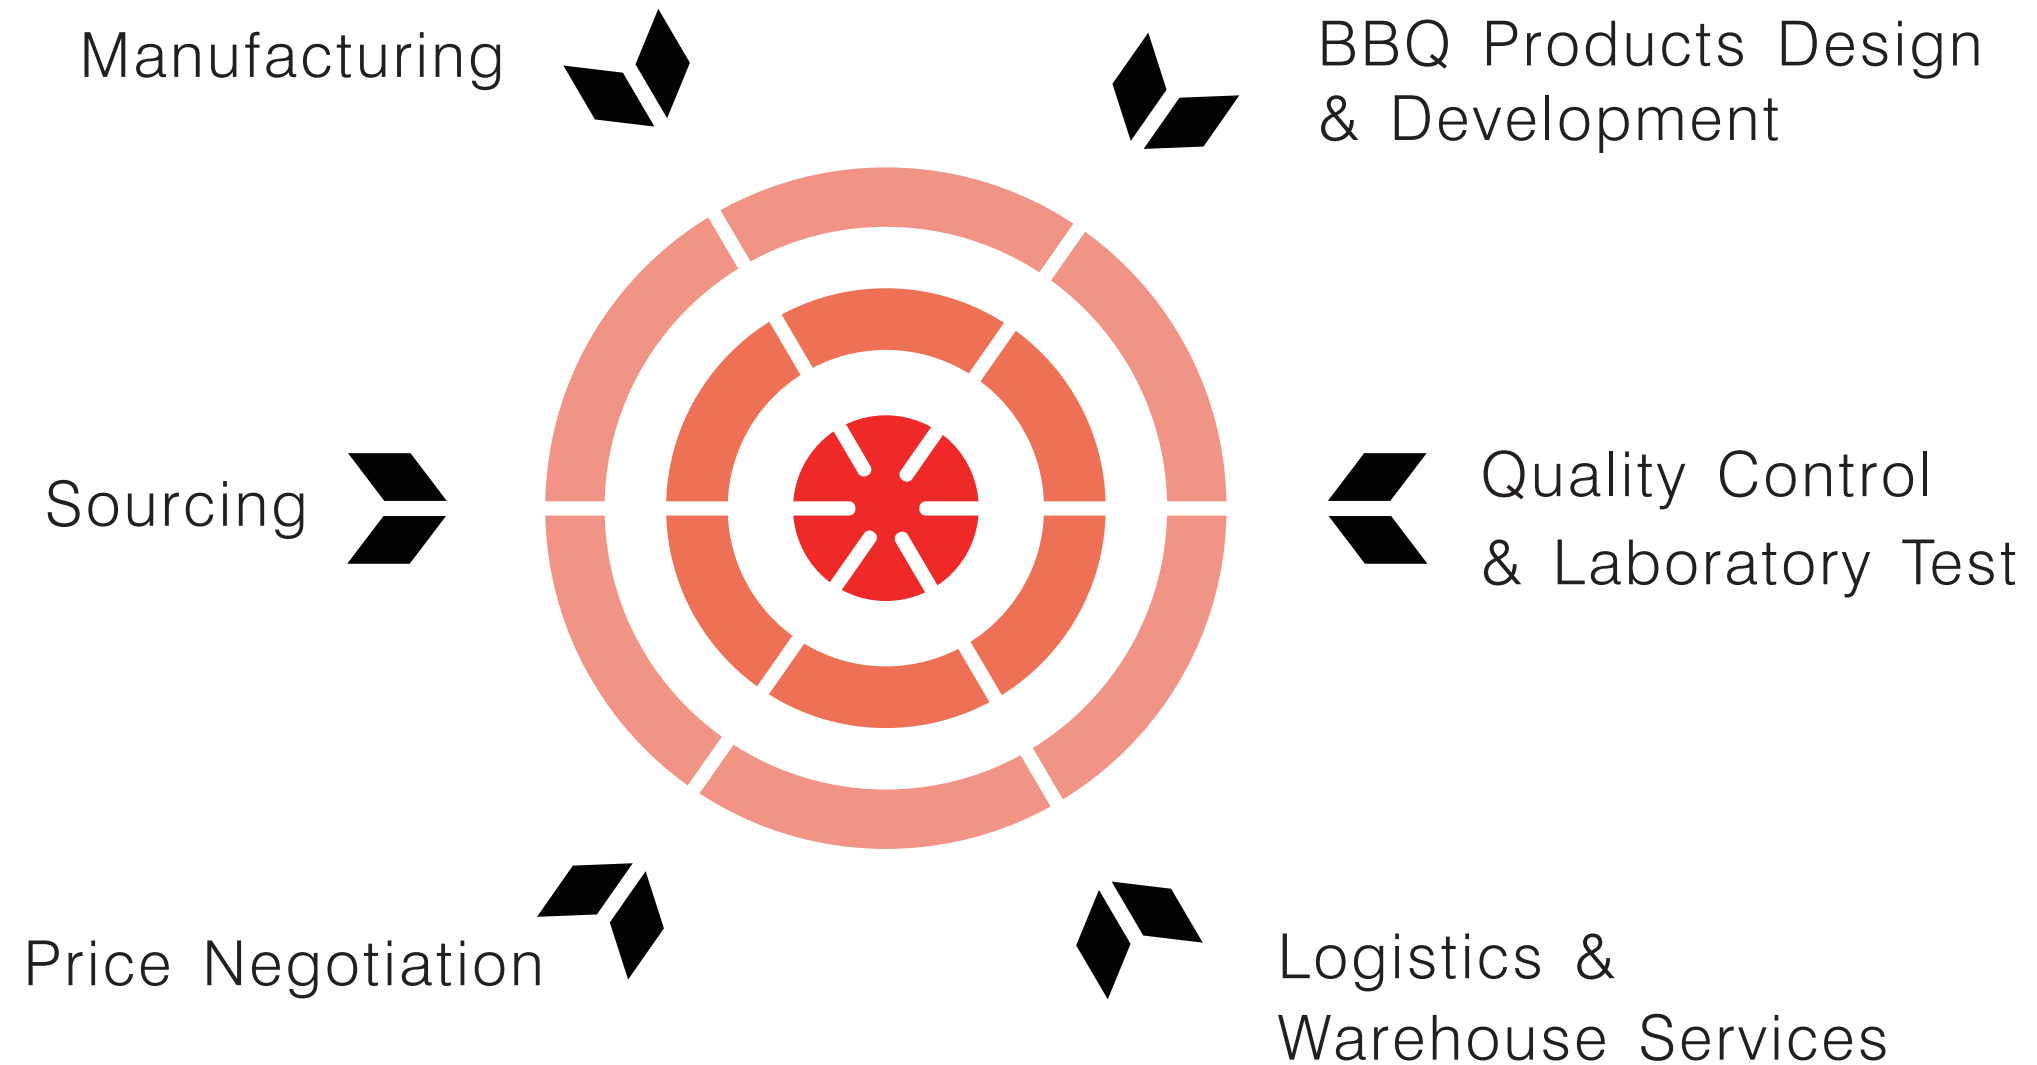 Manufacturing
BBQ Products Design
& Development
Sourcing
Quality Control
& Laboratory Test
Price Negotiation
Logistics &
Warehouse Services